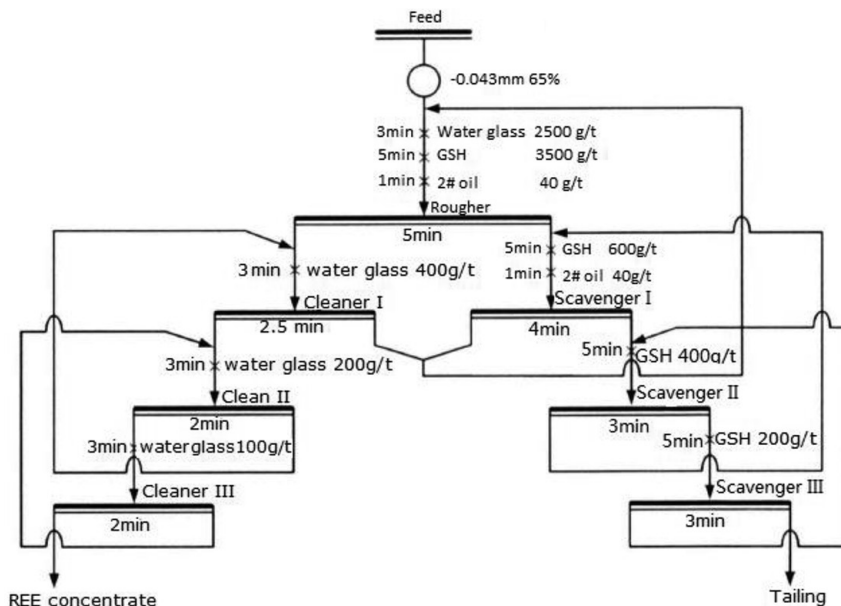 Feed
-0.043mm 65%
3min Water glass 2500 g/t
5min GSH 3500 g/t
1min 2# oil 40 g/t
Rougher
5min
5min GSH 600g/t
3min water glass 400g/t
1min 2# oil 40g/t
Cleaner I
Scavenger I
2.5 min
4min
5min GSH 400g/t
3min water glass 200g/t
Clean II
Scavenger II
2min
3min
3min waterglass100g/t
5min GSH 200g/t
Cleaner III
Scavenger III
2min
3min
REE concentrate
Tailing